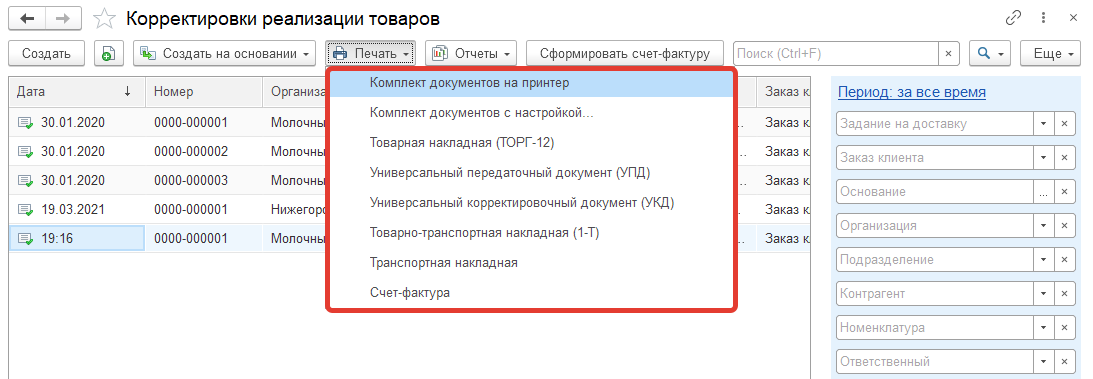 Корректировки реализации товаров
Создать
Создать на основании
Печать
Отчеты
Сформировать счет-фактуру
Поиск (Ctrl+F)
Еще
Дата
Номер
Организа
Заказ к
30.01.2020 0000-000001 Молочны Заказ к
30.01.2020 0000-000002 Молочны Заказ к
30.01.2020 0000-000003 Молочны Заказ к
19.03.2021 0000-000001 Нижегор Заказ к
19:16 0000-000001 Молочны Заказ к
Комплект документов на принтер
Комплект документов с настройкой...
Товарная накладная (ТОРГ-12)
Универсальный передаточный документ (УПД)
Универсальный корректировочный документ (УКД)
Товарно-транспортная накладная (1-Т)
Транспортная накладная
Счет-фактура
Период: за все время
Задание на доставку
Заказ клиента
Основание
Организация
Подразделение
Контрагент
Номенклатура
Ответственный